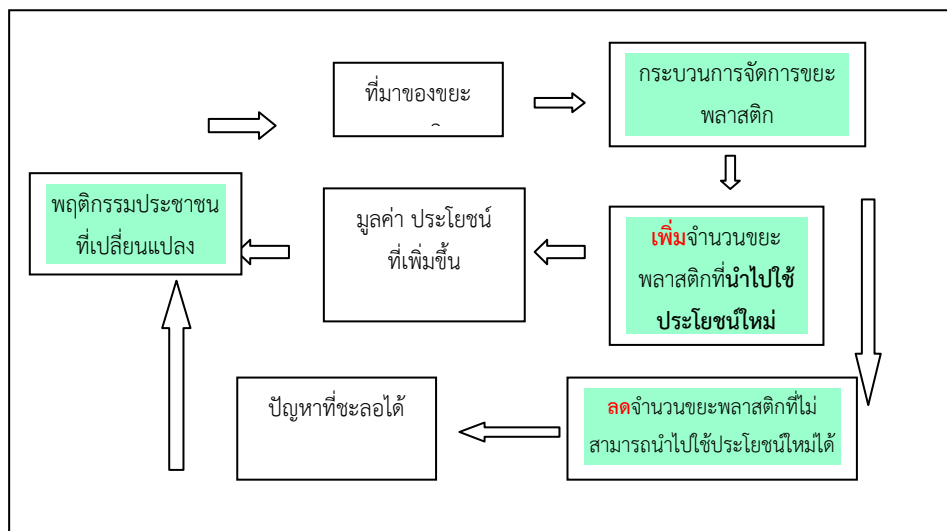 ที่มาของขยะ
กระบวนการจัดการขยะ
พลาสติก
พฤติกรรมประชาชน
ที่เปลี่ยนแปลง
มูลค่า ประโยชน์
ที่เพิ่มขึ้น
เพิ่มจำนวนขยะ
พลาสติกที่นำไปใช้
ประโยชน์ใหม่
ปัญหาที่ชะลอได้
ลดจำนวนขยะพลาสติกที่ไม่
สามารถนำไปใช้ประโยชน์ใหม่ได้